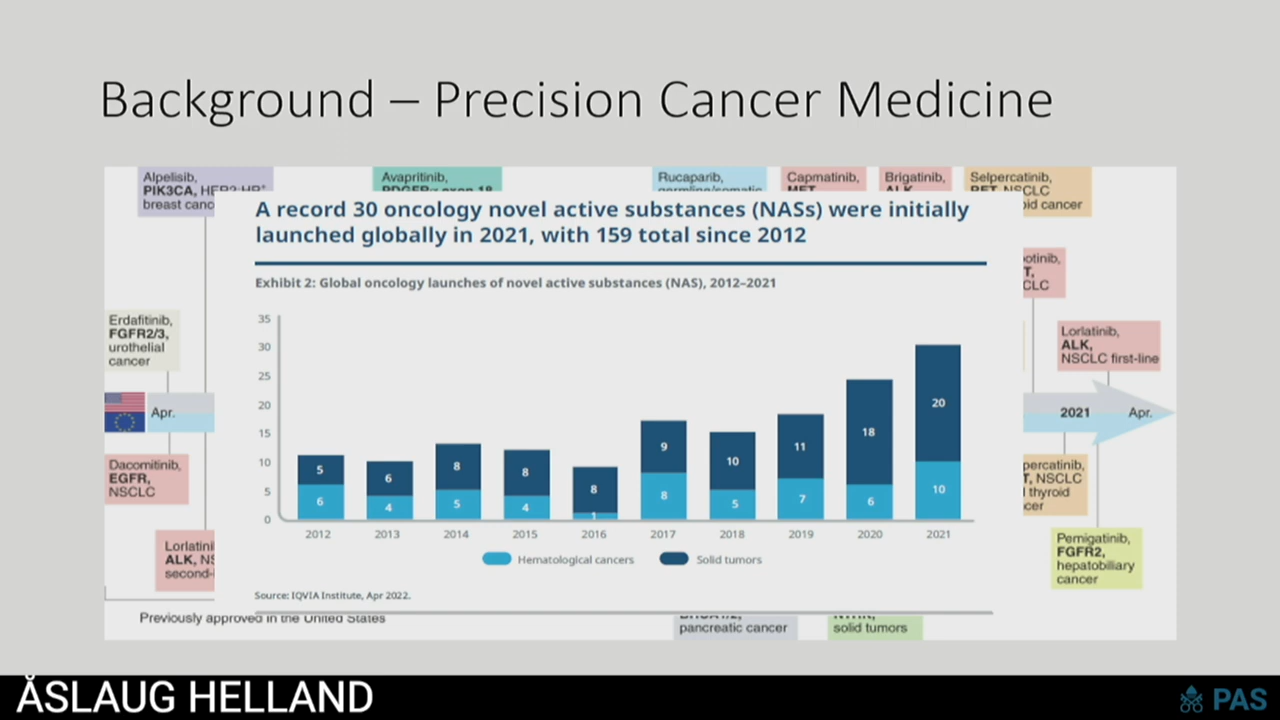 Background – Precision Cancer Medicine
Alpelisib,
PIK3CA, HER2-HR+
breast canc
Avapritinib,
PDGFRα exon 18
Rucaparib,
germline/somatic
Capmatinib,
MET
Brigatinib,
ALK
Selpercatinib,
RET, NSCLC
oid cancer
A record 30 oncology novel active substances (NASs) were initially
launched globally in 2021, with 159 total since 2012
Exhibit 2: Global oncology launches of novel active substances (NAS), 2012–2021
35
30
25
20
15
10
5
0
5 6 8 8 8 9 10 11 18 20
6 4 5 4 1 8 5 7 6 10
2012 2013 2014 2015 2016 2017 2018 2019 2020 2021
Hematological cancers
Solid tumors
Source: IQVIA Institute, Apr 2022.
Erdafitinib,
FGFR2/3,
urothelial
cancer
Apr.
Dacomitinib,
EGFR,
NSCLC
Lorlatini
ALK, NS
second-
otinib,
T,
CLC
Lorlatinib,
ALK,
NSCLC first-line
2021 Apr.
percatinib,
T, NSCLC
thyroid
cer
Pemigatinib,
FGFR2,
hepatobiliary
cancer
Previously approved in the United States
pancreatic cancer
solid tumors
ÅSLAUG HELLAND
PAS